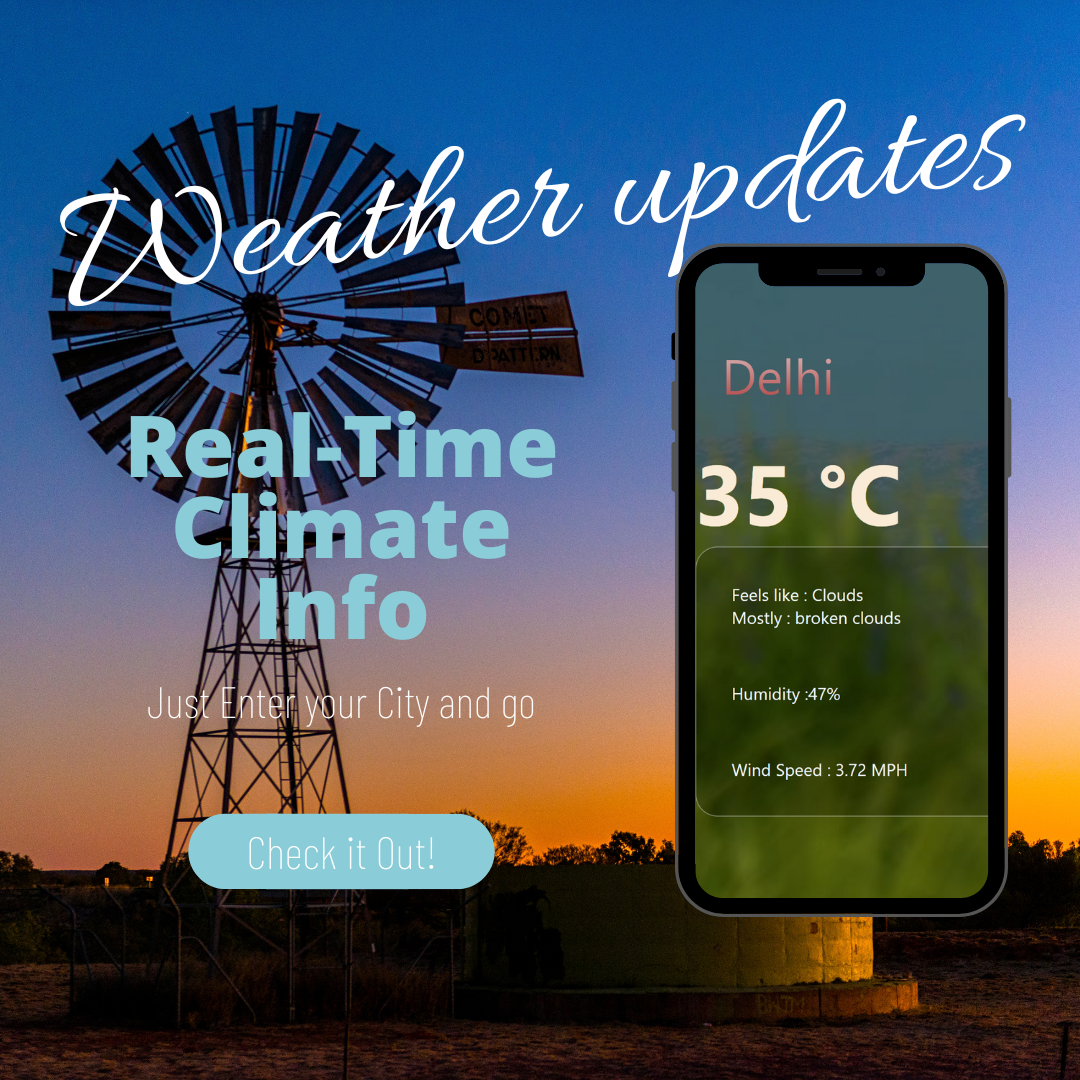 Weather updates
COMET
Real-Time
Climate
Info
Just Enter your City and go
Check it Out!
Delhi
35 °C
Feels like : Clouds
Mostly : broken clouds
Humidity :47%
Wind Speed : 3.72 MPH